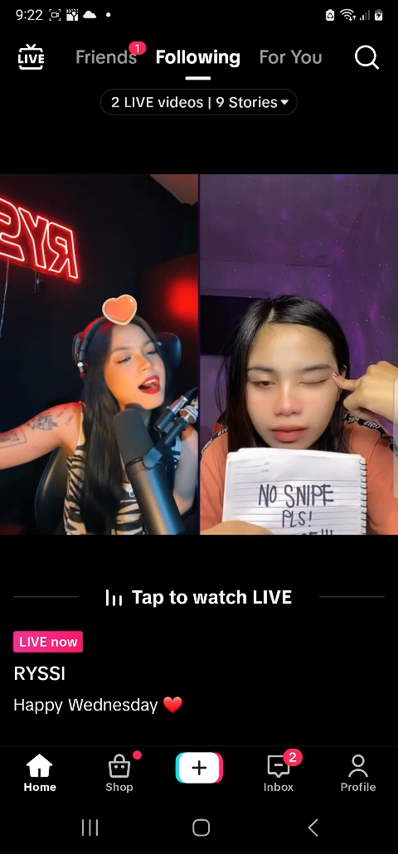 9:22
LIVE
Friends
1
Following
For You
2 LIVE videos | 9 Stories
RYS
NO SNIPE
PLS!
Tap to watch LIVE
LIVE now
RYSSI
Happy Wednesday ❤️
Home
Shop
Inbox
2
Profile